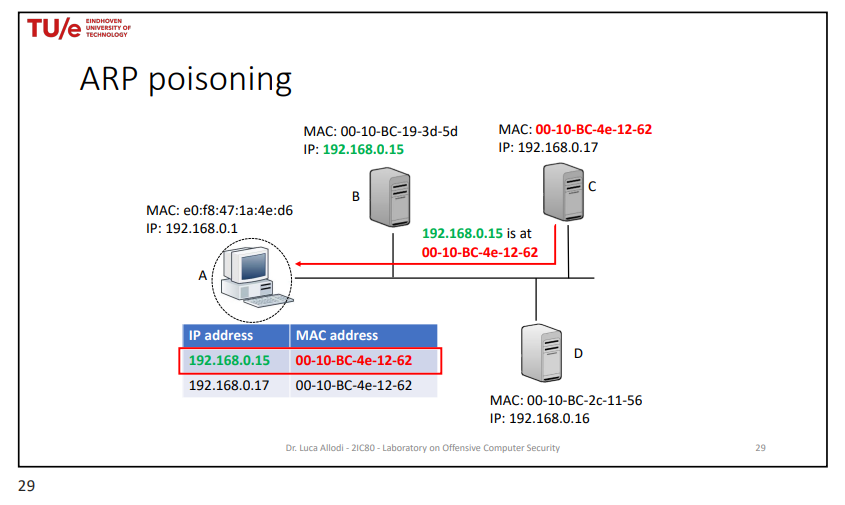 TU/e EINDHOVEN
UNIVERSITY OF
TECHNOLOGY
ARP poisoning
MAC: 00-10-BC-19-3d-5d
IP: 192.168.0.15
MAC: 00-10-BC-4e-12-62
IP: 192.168.0.17
B
C
MAC: e0:f8:47:1a:4e:d6
IP: 192.168.0.1
A
192.168.0.15 is at
00-10-BC-4e-12-62
IP address MAC address
192.168.0.15 00-10-BC-4e-12-62
192.168.0.17 00-10-BC-4e-12-62
D
MAC: 00-10-BC-2c-11-56
IP: 192.168.0.16
Dr. Luca Allodi - 2IC80 - Laboratory on Offensive Computer Security
29
29